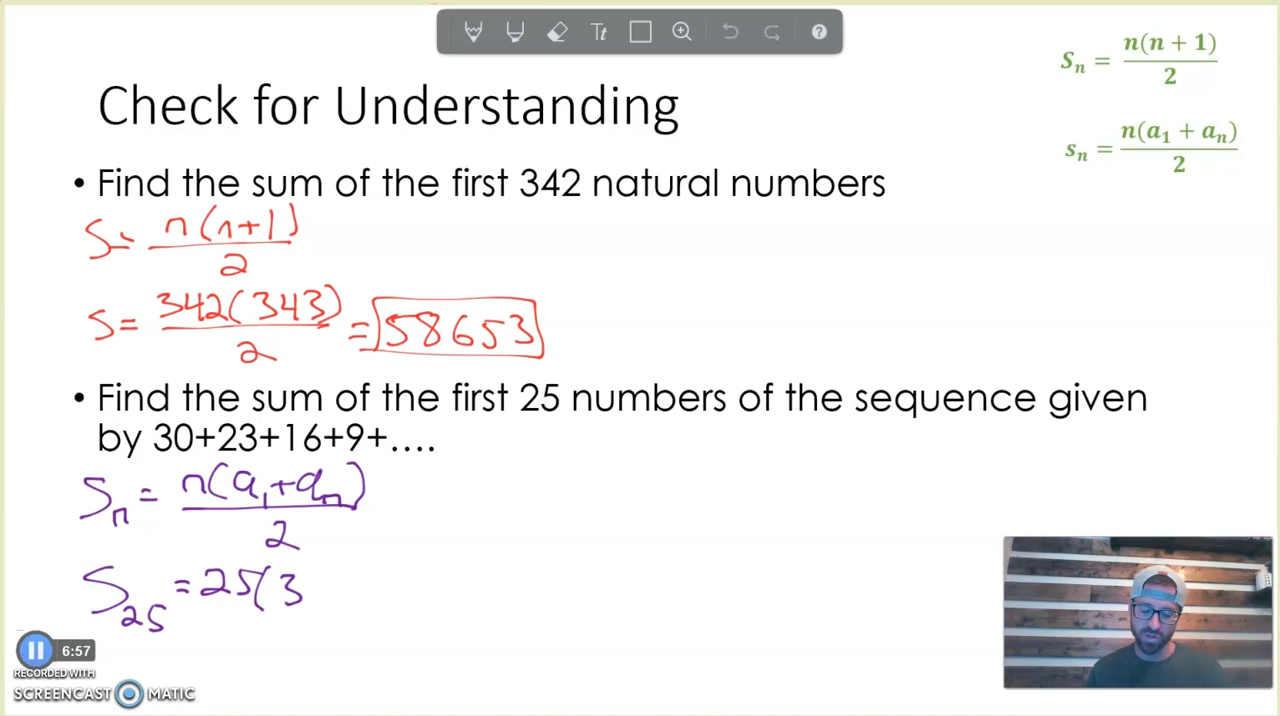 Sₙ = n(n + 1)/2
sₙ = n(a₁ + aₙ)/2
Tt
?
Check for Understanding
• Find the sum of the first 342 natural numbers
S= n(n+1)/2
S= 342(343)/2 = 58653
• Find the sum of the first 25 numbers of the sequence given
by 30+23+16+9+....
Sₙ = n(a₁+aₙ)/2
S₂₅ = 25(3
6:57
RECORDED WITH
SCREENCAST MATIC